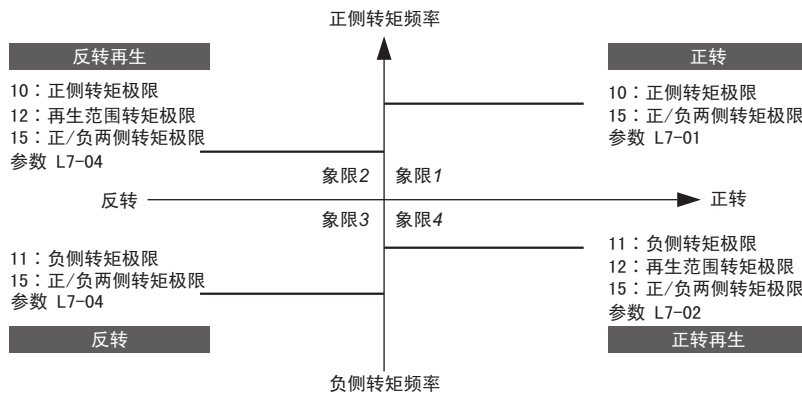 正侧转矩频率
反转再生
10：正侧转矩极限
12：再生范围转矩极限
15：正/负两侧转矩极限
参数 L7-04
正转
10：正侧转矩极限
15：正/负两侧转矩极限
参数 L7-01
象限2
象限1
反转
正转
象限3
象限4
11：负侧转矩极限
15：正/负两侧转矩极限
参数 L7-04
反转
11：负侧转矩极限
12：再生范围转矩极限
15：正/负两侧转矩极限
参数 L7-02
正转再生
负侧转矩频率